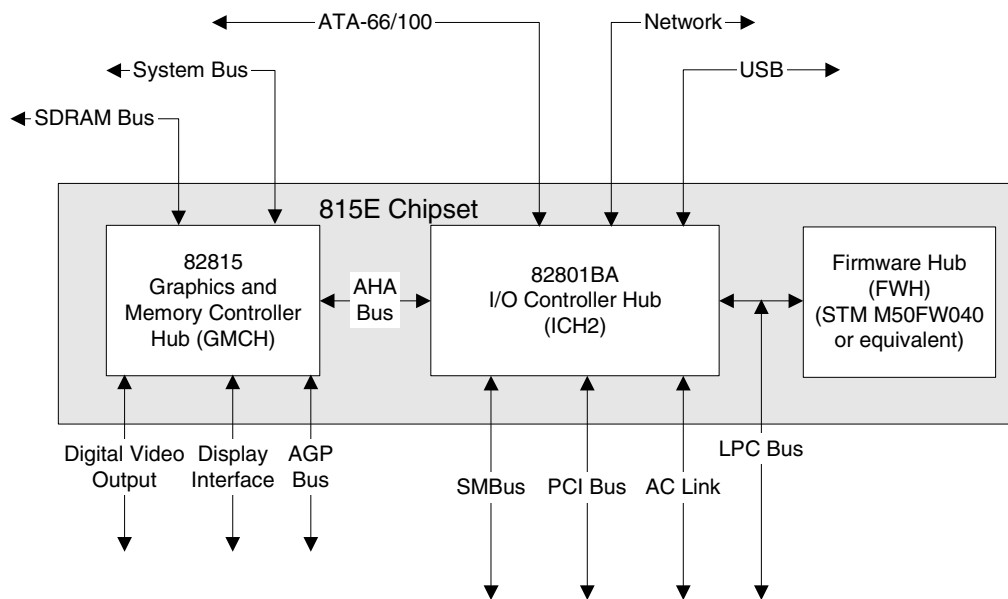 ATA-66/100
Network
System Bus
USB
SDRAM Bus
815E Chipset
82815
Graphics and
Memory Controller
Hub (GMCH)
AHA
Bus
82801BA
I/O Controller Hub
(ICH2)
Firmware Hub
(FWH)
(STM M50FW040
or equivalent)
Digital Video
Output
Display
Interface
AGP
Bus
SMBus
PCI Bus
AC Link
LPC Bus